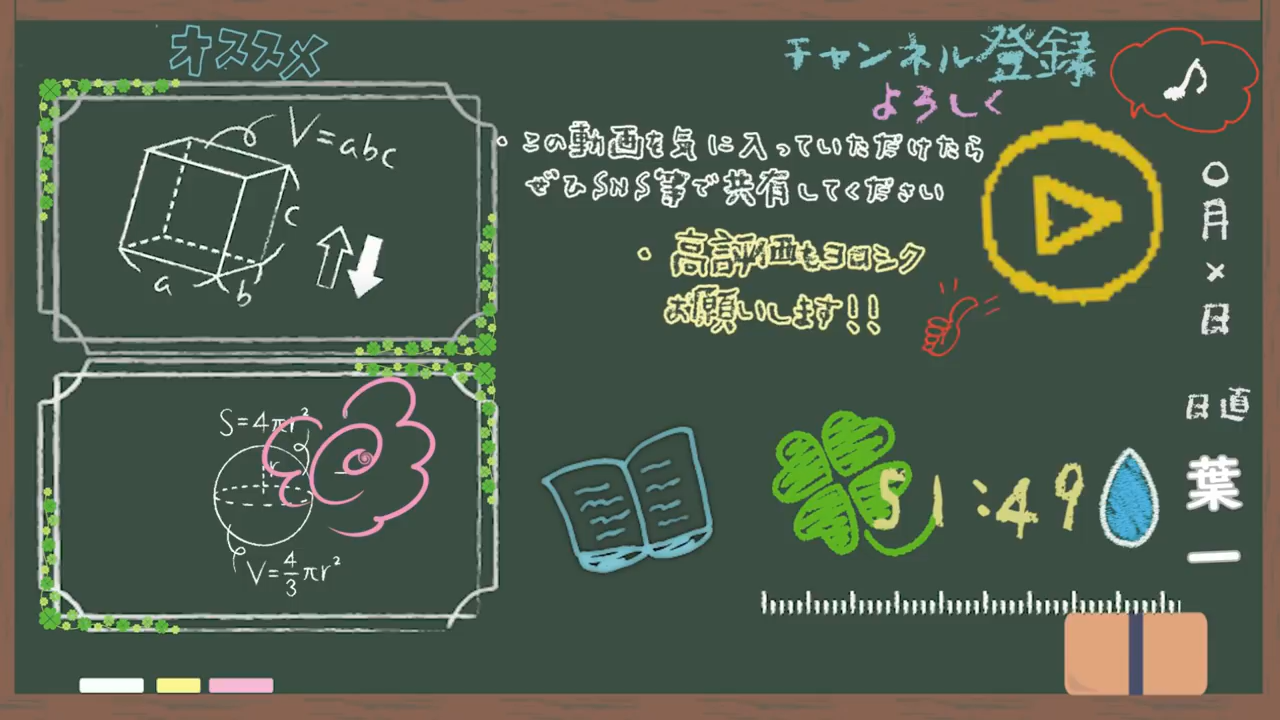 オススメ
V=abc
c
a
b
S=4πr²
r
V=4/3πr²
チャンネル登録
よろしく
・この動画を気に入っていただけたら
ぜひSNS等で共有してください
・高評価もヨロシク
お願いします!!
51:49
〇月×日
日直
葉一